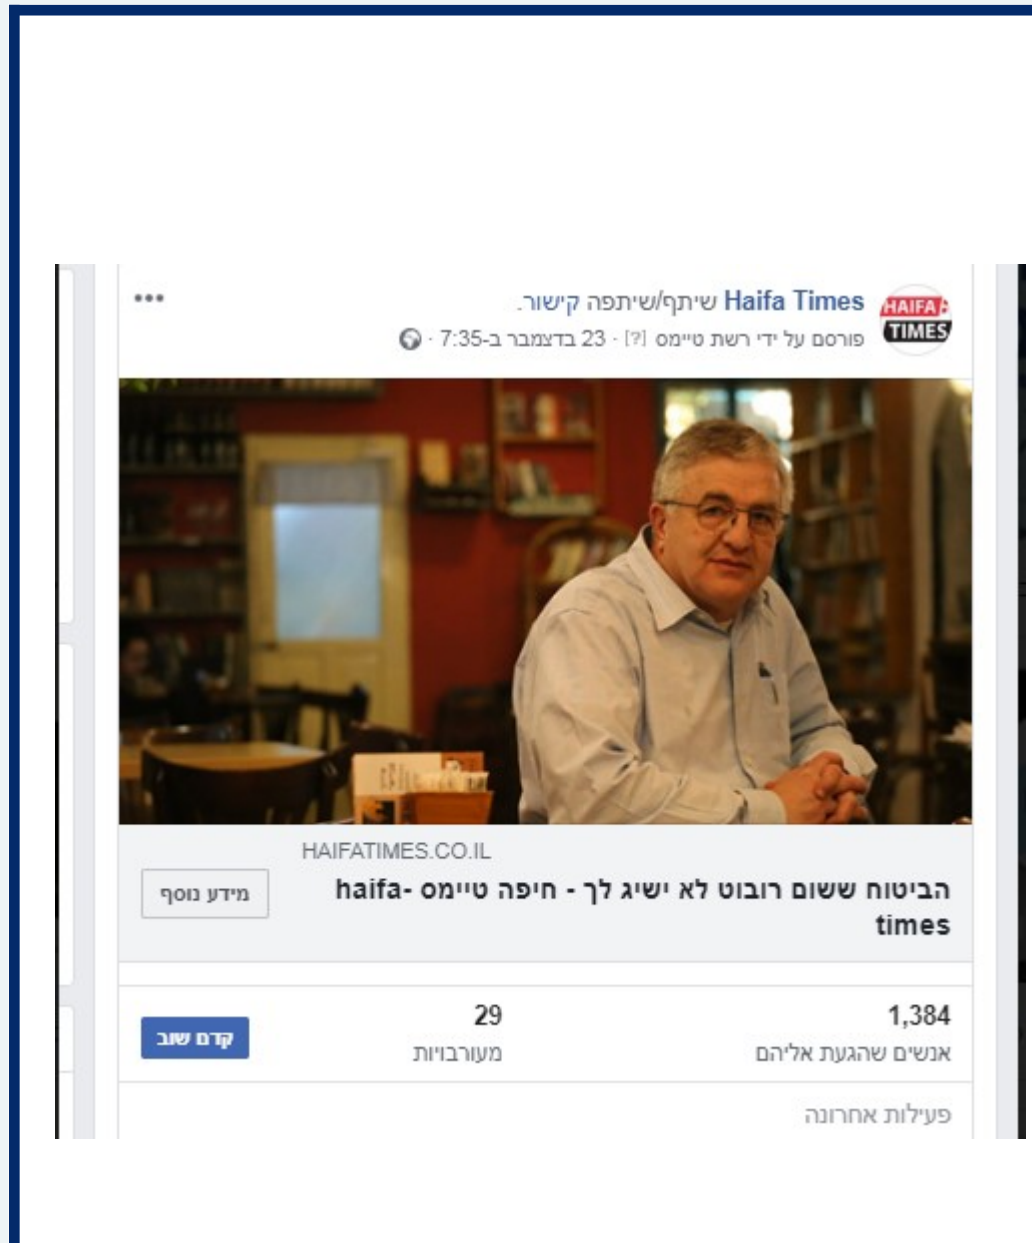 HAIFA
TIMES
Haifa Times שיתף/שיתפה קישור.
פורסם על ידי רשת טיימס [?] · 23 בדצמבר ב-7:35 ·
HAIFATIMES.CO.IL
הביטוח ששום רובוט לא ישיג לך - חיפה טיימס -haifa
times
מידע נוסף
1,384
אנשים שהגעת אליהם
29
מעורבויות
קדם שוב
פעילות אחרונה